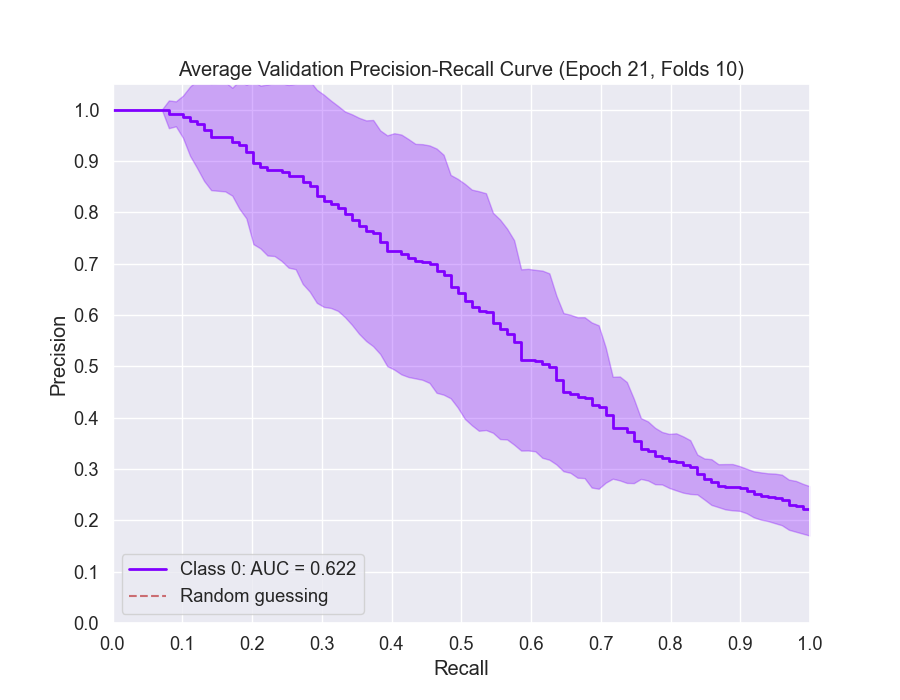 Average Validation Precision-Recall Curve (Epoch 21, Folds 10)
Precision
1.0
0.9
0.8
0.7
0.6
0.5
0.4
0.3
0.2
0.1
0.0
Class 0: AUC = 0.622
Random guessing
0.0 0.1 0.2 0.3 0.4 0.5 0.6 0.7 0.8 0.9 1.0
Recall